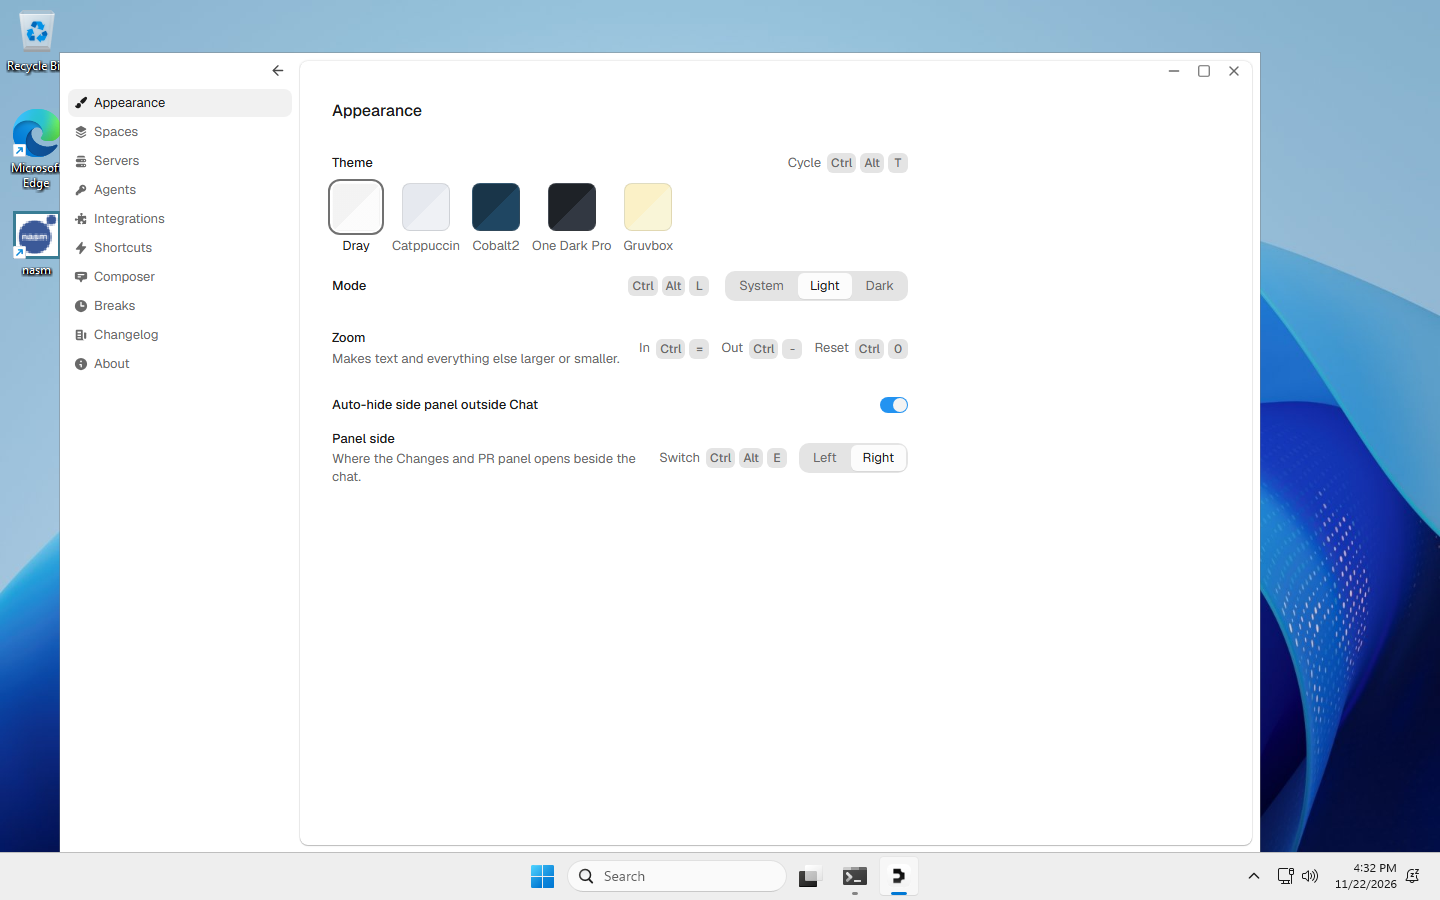 Recycle Bi
Microsoft
Edge
nasm
nasm
Appearance
Spaces
Servers
Agents
Integrations
Shortcuts
Composer
Breaks
Changelog
About
Appearance
Theme
Cycle Ctrl Alt T
Dray Catppuccin Cobalt2 One Dark Pro Gruvbox
Mode
Ctrl Alt L System Light Dark
Zoom
Makes text and everything else larger or smaller.
In Ctrl = Out Ctrl - Reset Ctrl 0
Auto-hide side panel outside Chat
Panel side
Where the Changes and PR panel opens beside the
chat.
Switch Ctrl Alt E Left Right
Search
4:32 PM
11/22/2026